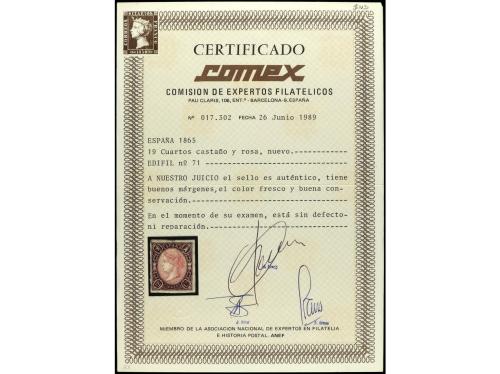 CERTIFICADO
comex
COMISION DE EXPERTOS FILATELICOS
PAU CLARIS, 106, ENT.º - BARCELONA-9. ESPAÑA
Nº 017.302 FECHA 26 Junio 1989
ESPAÑA 1865
19 Cuartos castaño y rosa, nuevo.------------
EDIFIL nº 71---------------------------------
A NUESTRO JUICIO el sello es auténtico, tiene
buenos márgenes, el color fresco y buena con-
servación.-----------------------------------
En el momento de su examen, está sin defecto-
ni reparación.-------------------------------
MIEMBRO DE LA ASOCIACION NACIONAL DE EXPERTOS EN FILATELIA
E HISTORIA POSTAL. ANEF